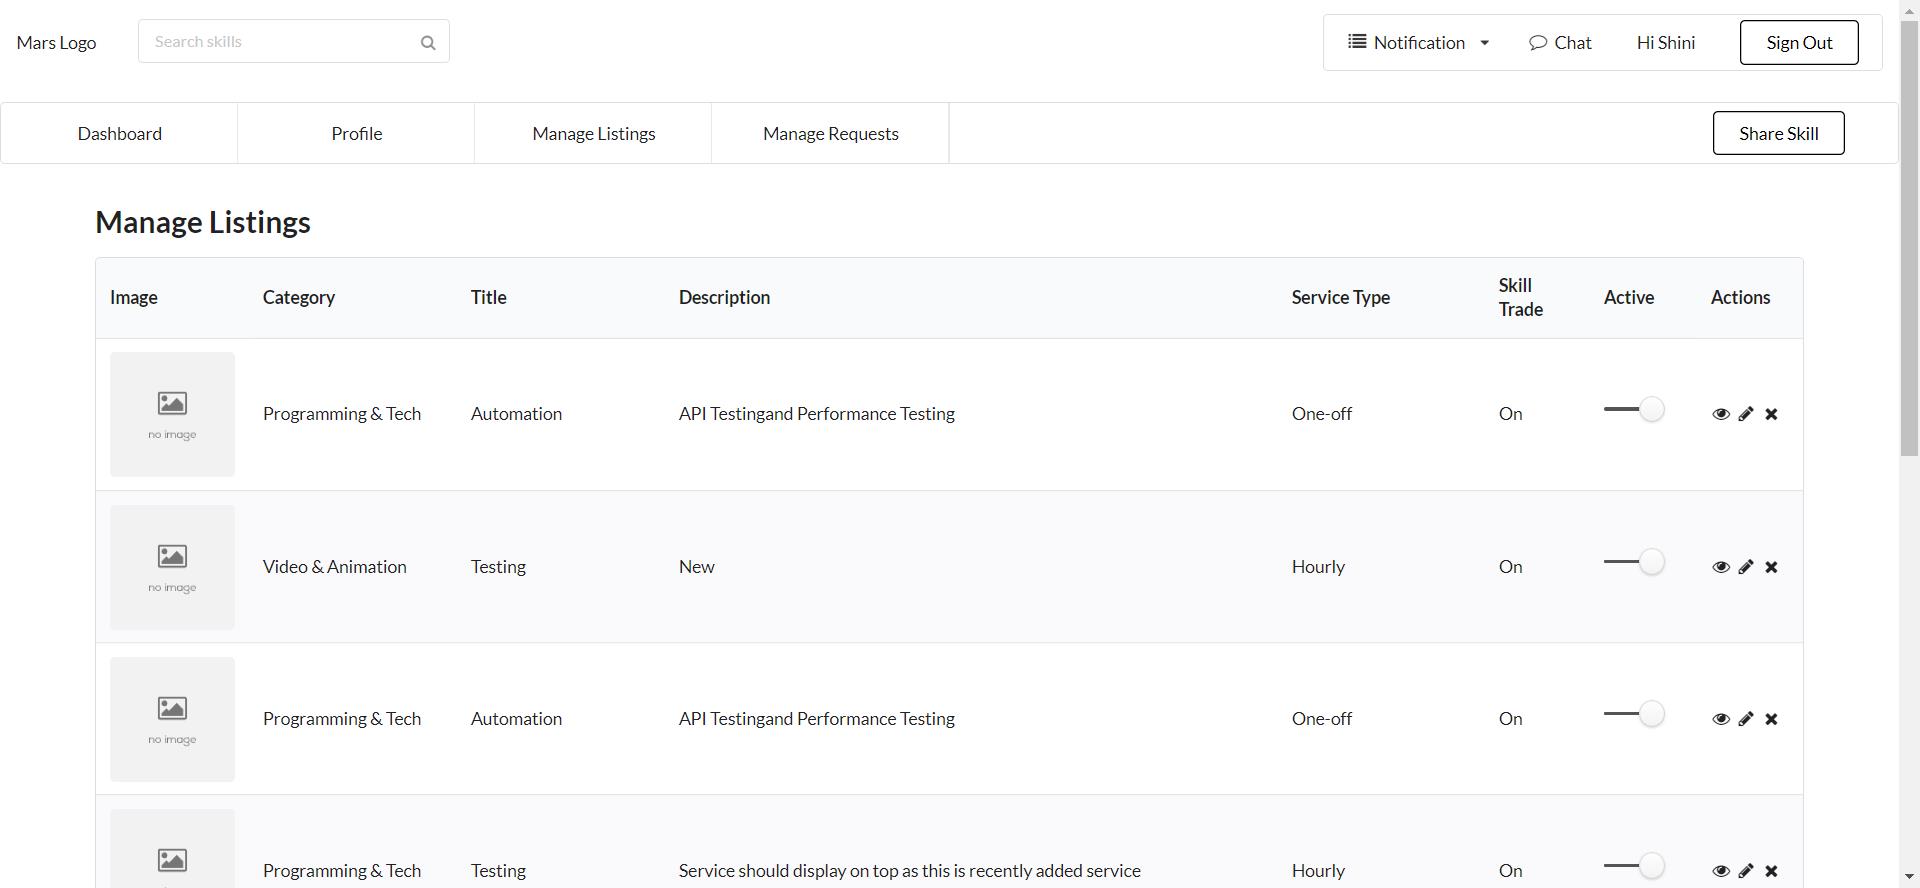 Mars Logo
Search skills
Notification
Chat
Hi Shini
Sign Out
Dashboard
Profile
Manage Listings
Manage Requests
Share Skill
Manage Listings
Image
Category
Title
Description
Service Type
Skill
Trade
Active
Actions
no image
Programming & Tech
Automation
API Testingand Performance Testing
One-off
On
no image
Video & Animation
Testing
New
Hourly
On
no image
Programming & Tech
Automation
API Testingand Performance Testing
One-off
On
Programming & Tech
Testing
Service should display on top as this is recently added service
Hourly
On